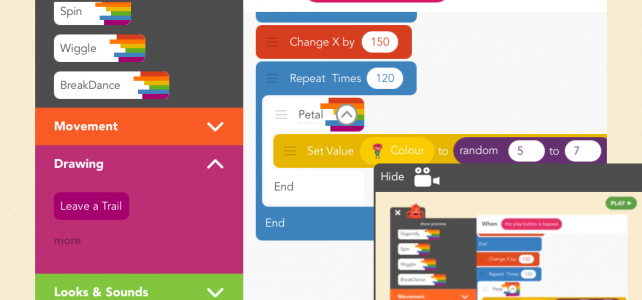 Spin
Wiggle
BreakDance
Movement
Drawing
Leave a Trail
more
Looks & Sounds
Change X by 150
Repeat Times 120
Petal
Set Value Colour to random 5 to 7
End
End
Hide
PLAY
show preview
Gigantify
Spin
Wiggle
BreakDance
Movement
When the play button is tapped
End
Change X by 150
Repeat Times 120
Petal